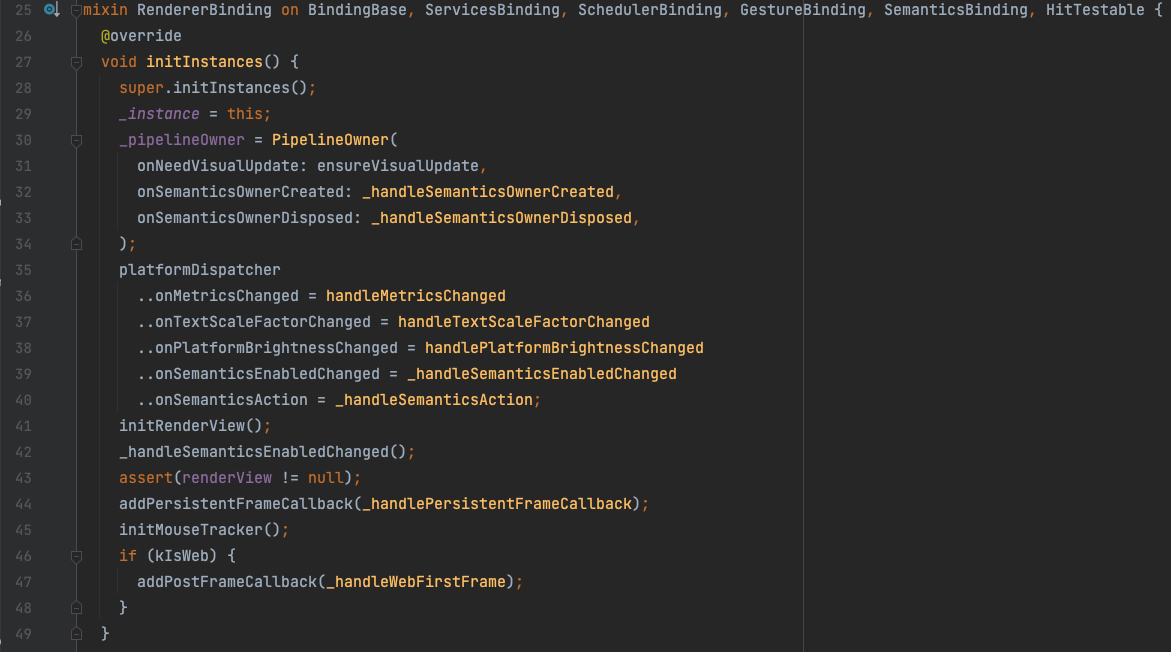 25 mixin RendererBinding on BindingBase, ServicesBinding, SchedulerBinding, GestureBinding, SemanticsBinding, HitTestable {
26   @override
27   void initInstances() {
28     super.initInstances();
29     _instance = this;
30     _pipelineOwner = PipelineOwner(
31       onNeedVisualUpdate: ensureVisualUpdate,
32       onSemanticsOwnerCreated: _handleSemanticsOwnerCreated,
33       onSemanticsOwnerDisposed: _handleSemanticsOwnerDisposed,
34     );
35     platformDispatcher
36       ..onMetricsChanged = handleMetricsChanged
37       ..onTextScaleFactorChanged = handleTextScaleFactorChanged
38       ..onPlatformBrightnessChanged = handlePlatformBrightnessChanged
39       ..onSemanticsEnabledChanged = _handleSemanticsEnabledChanged
40       ..onSemanticsAction = _handleSemanticsAction;
41     initRenderView();
42     _handleSemanticsEnabledChanged();
43     assert(renderView != null);
44     addPersistentFrameCallback(_handlePersistentFrameCallback);
45     initMouseTracker();
46     if (kIsWeb) {
47       addPostFrameCallback(_handleWebFirstFrame);
48     }
49   }